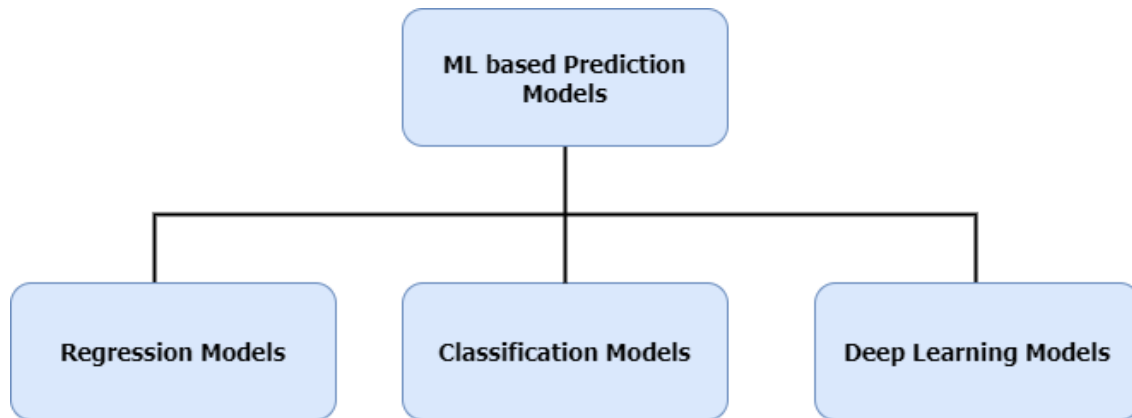 ML based Prediction
Models
Regression Models
Classification Models
Deep Learning Models